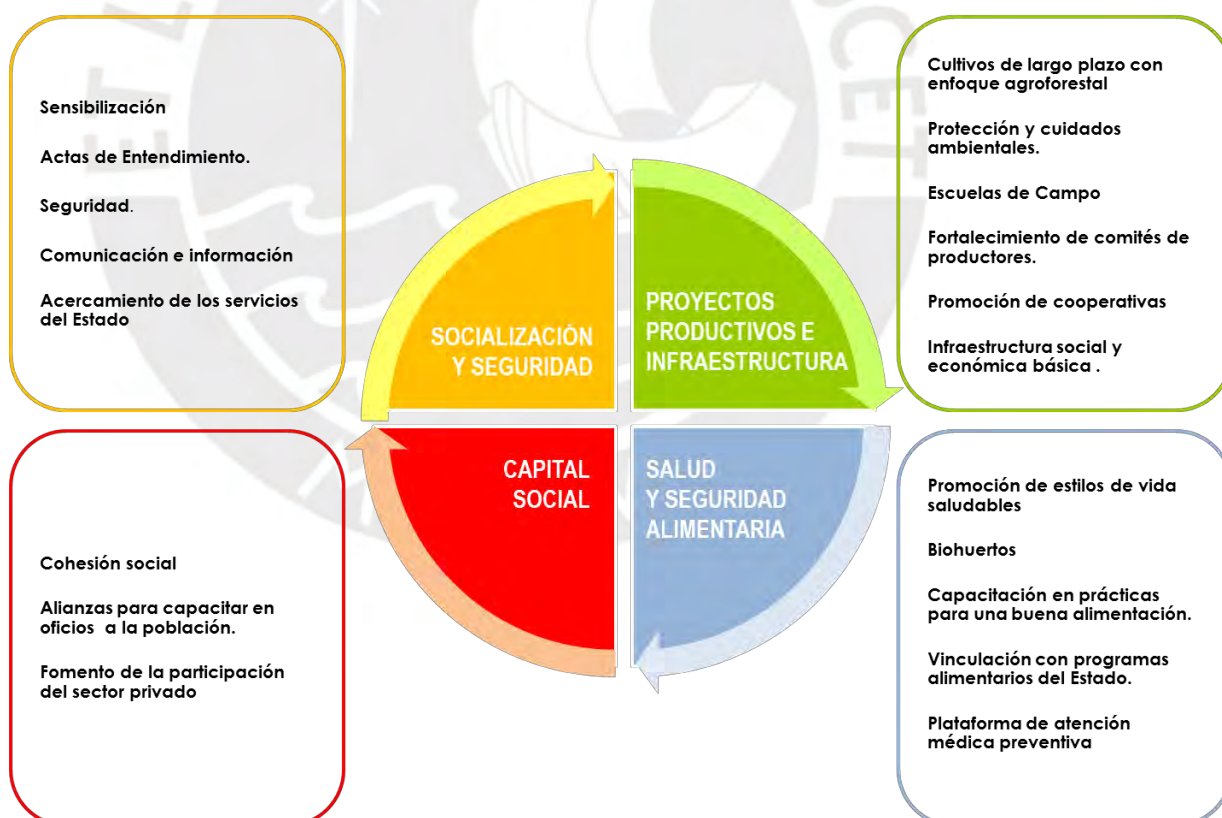 Sensibilización
Actas de Entendimiento.
Seguridad.
Comunicación e información
Acercamiento de los servicios
del Estado
SOCIALIZACIÓN
Y SEGURIDAD
PROYECTOS
PRODUCTIVOS E
INFRAESTRUCTURA
Cultivos de largo plazo con
enfoque agroforestal
Protección y cuidados
ambientales.
Escuelas de Campo
Fortalecimiento de comités de
productores.
Promoción de cooperativas
Infraestructura social y
económica básica .
Cohesión social
Alianzas para capacitar en
oficios a la población.
Fomento de la participación
del sector privado
CAPITAL
SOCIAL
SALUD
Y SEGURIDAD
ALIMENTARIA
Promoción de estilos de vida
saludables
Biohuertos
Capacitación en prácticas
para una buena alimentación.
Vinculación con programas
alimentarios del Estado.
Plataforma de atención
médica preventiva